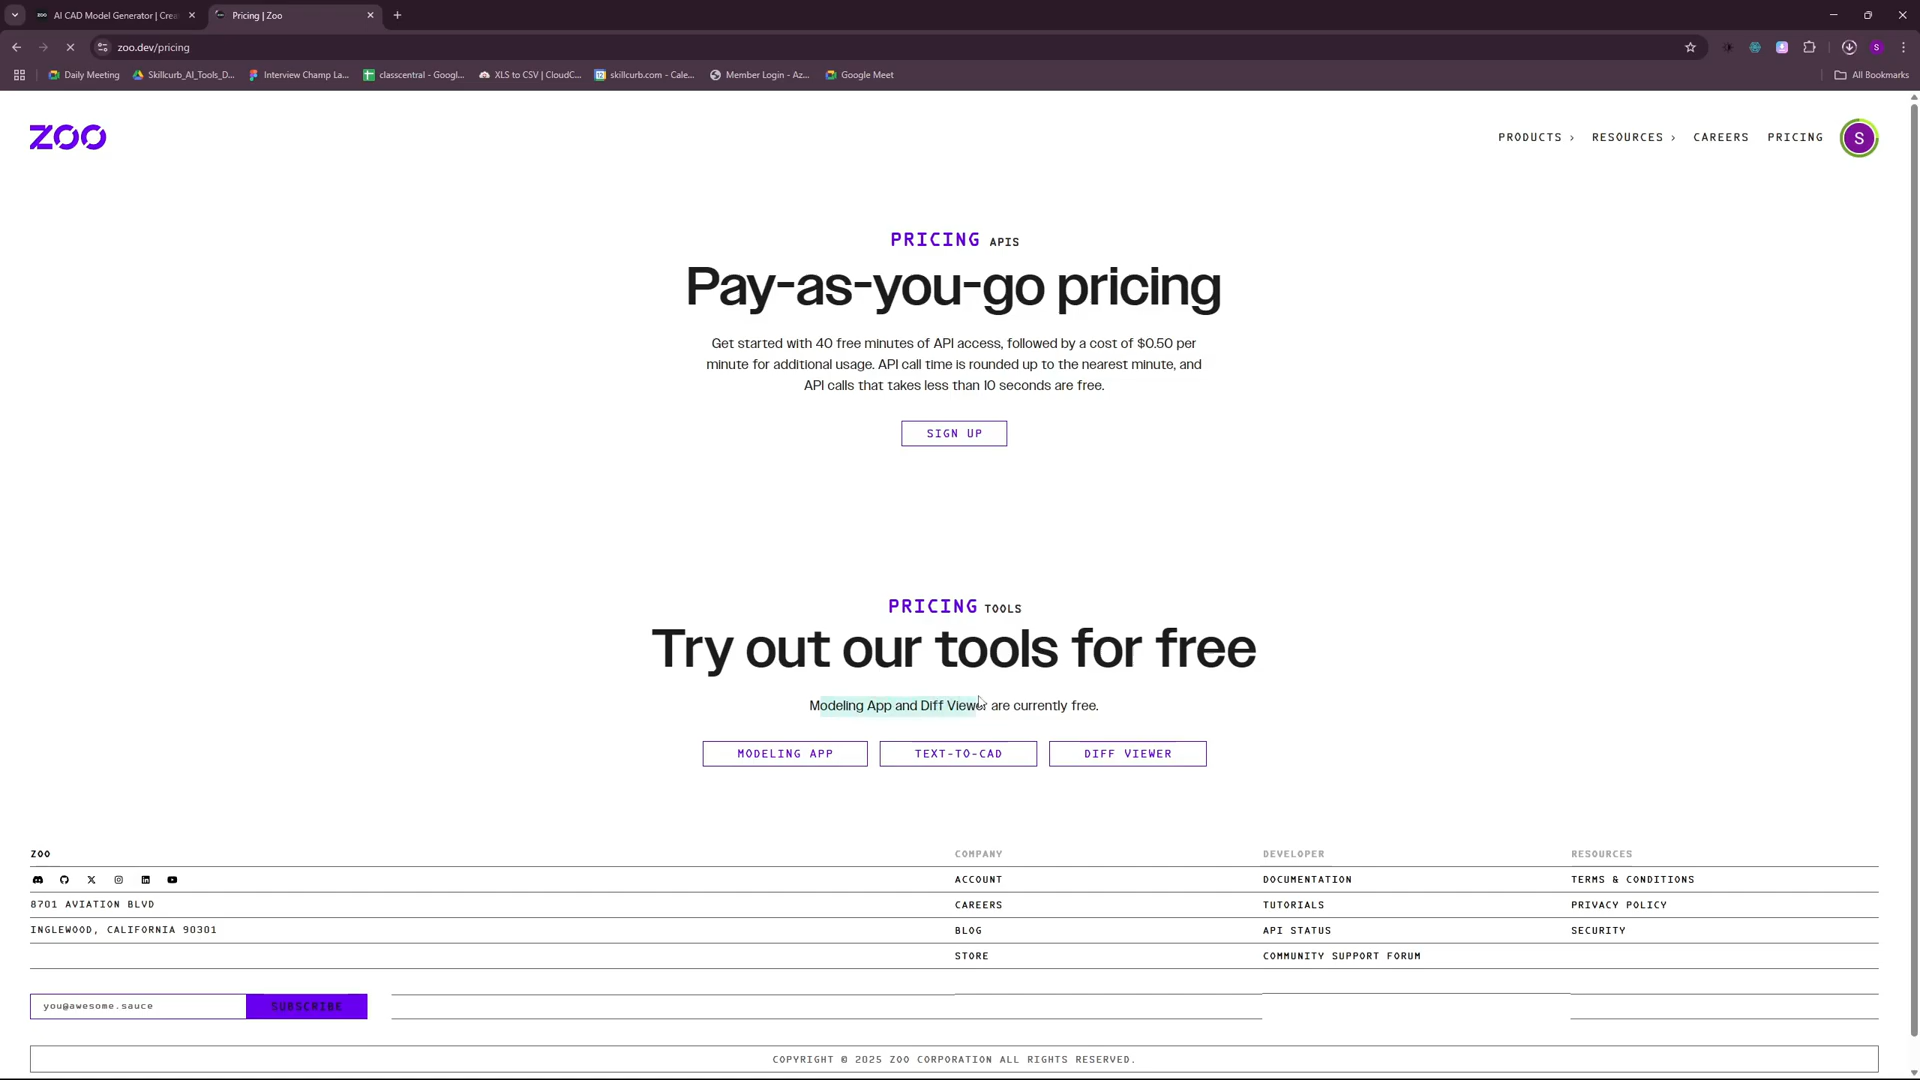 AI CAD Model Generator | Crea
Pricing | Zoo
zoo.dev/pricing
S
Daily Meeting
Skillcurb_AI_Tools_D...
Interview Champ La...
classcentral - Googl...
XLS to CSV | CloudC...
skillcurb.com - Cale...
Member Login - Az...
Google Meet
All Bookmarks
ZOO
PRODUCTS >
RESOURCES >
CAREERS
PRICING
S
PRICING APIS
Pay-as-you-go pricing
Get started with 40 free minutes of API access, followed by a cost of $0.50 per
minute for additional usage. API call time is rounded up to the nearest minute, and
API calls that takes less than 10 seconds are free.
SIGN UP
PRICING TOOLS
Try out our tools for free
Modeling App and Diff Viewer are currently free.
MODELING APP
TEXT-TO-CAD
DIFF VIEWER
ZOO
8701 AVIATION BLVD
INGLEWOOD, CALIFORNIA 90301
COMPANY
ACCOUNT
CAREERS
BLOG
STORE
DEVELOPER
DOCUMENTATION
TUTORIALS
API STATUS
COMMUNITY SUPPORT FORUM
RESOURCES
TERMS & CONDITIONS
PRIVACY POLICY
SECURITY
you@awesome.sauce
SUBSCRIBE
COPYRIGHT © 2025 ZOO CORPORATION ALL RIGHTS RESERVED.